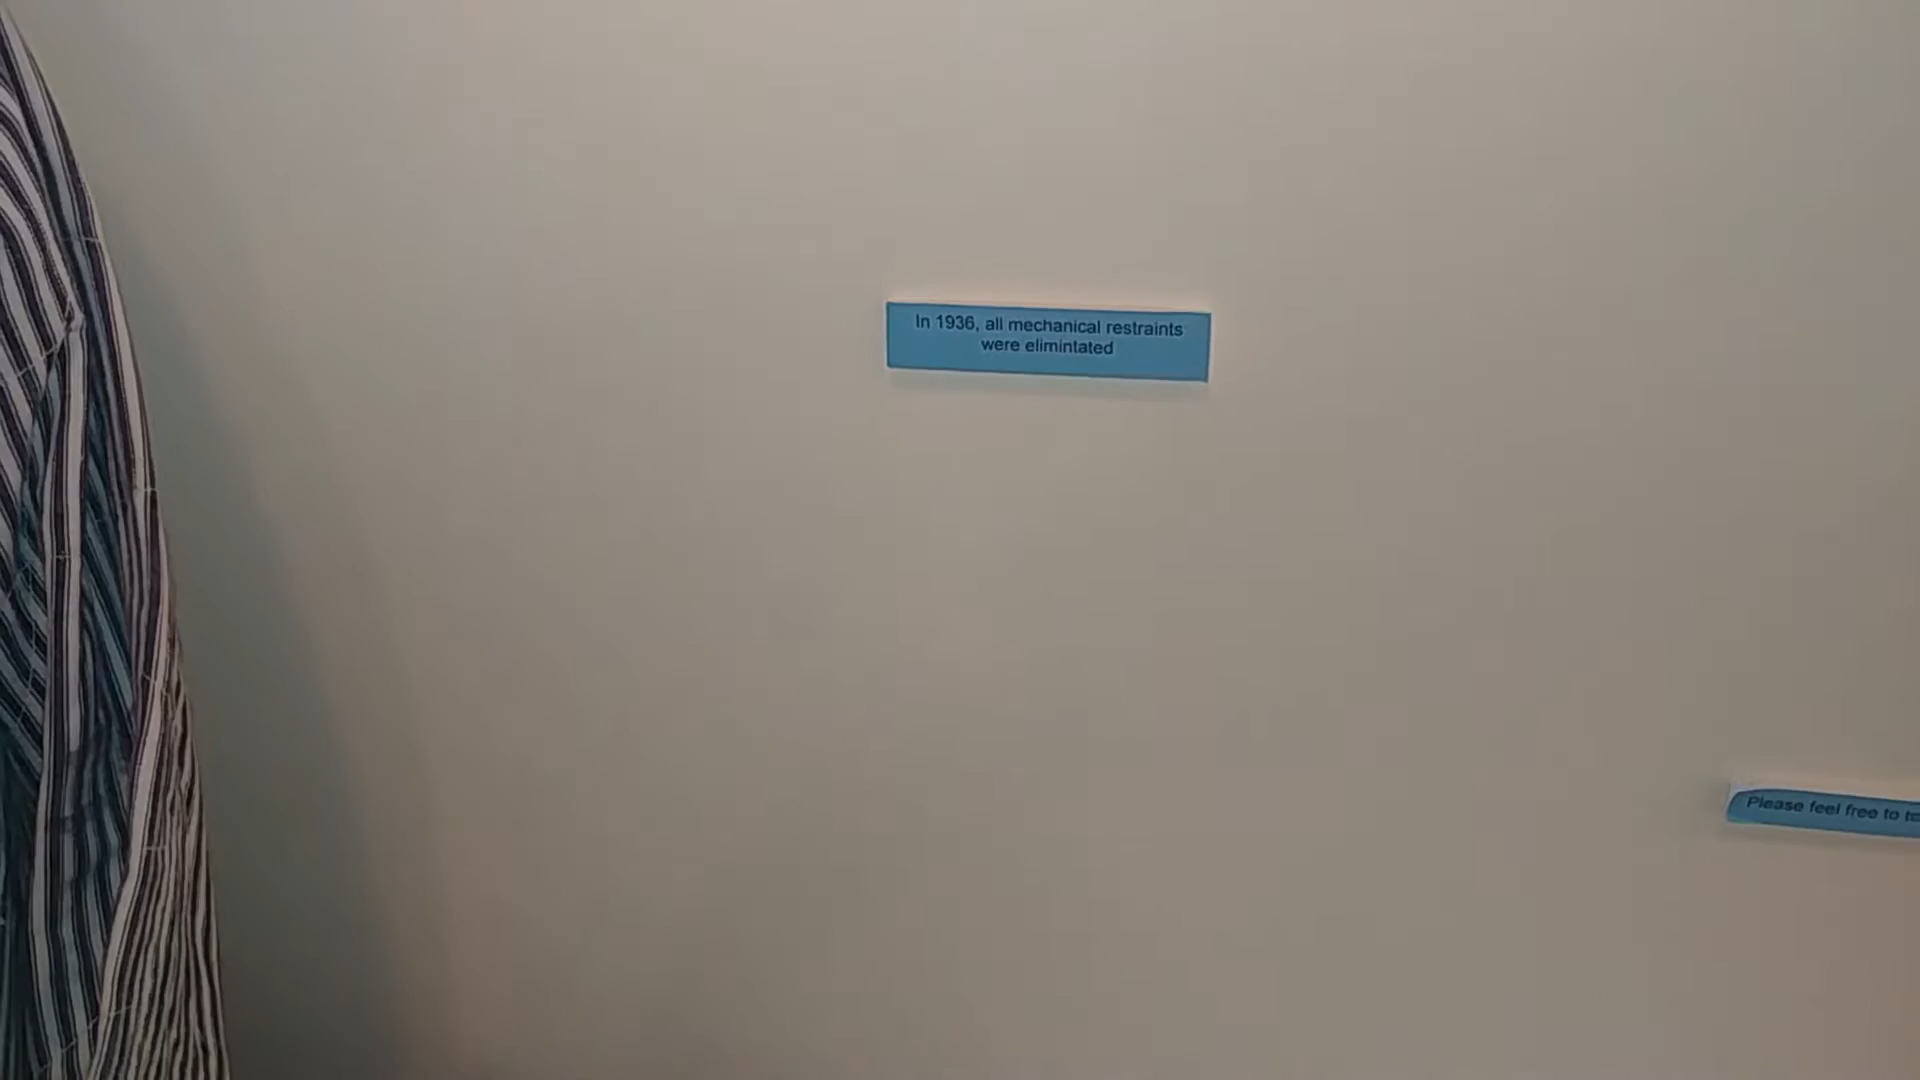 In 1936, all mechanical restraints
were elimintated
Please feel free to